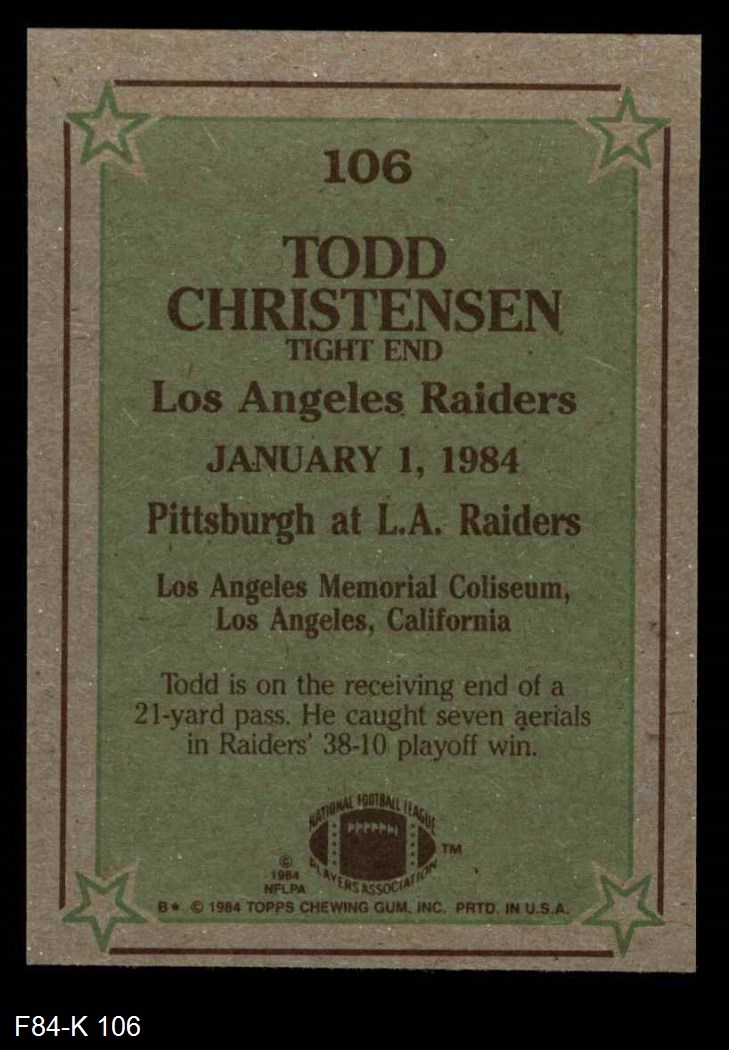 106
TODD
CHRISTENSEN
TIGHT END
Los Angeles Raiders
JANUARY 1, 1984
Pittsburgh at L.A. Raiders
Los Angeles Memorial Coliseum,
Los Angeles, California
Todd is on the receiving end of a
21-yard pass. He caught seven aerials
in Raiders' 38-10 playoff win.
NATIONAL FOOTBALL LEAGUE
PLAYERS ASSOCIATION
TM
©
1984
NFLPA
B★ © 1984 TOPPS CHEWING GUM, INC. PRTD. IN U.S.A.
F84-K 106